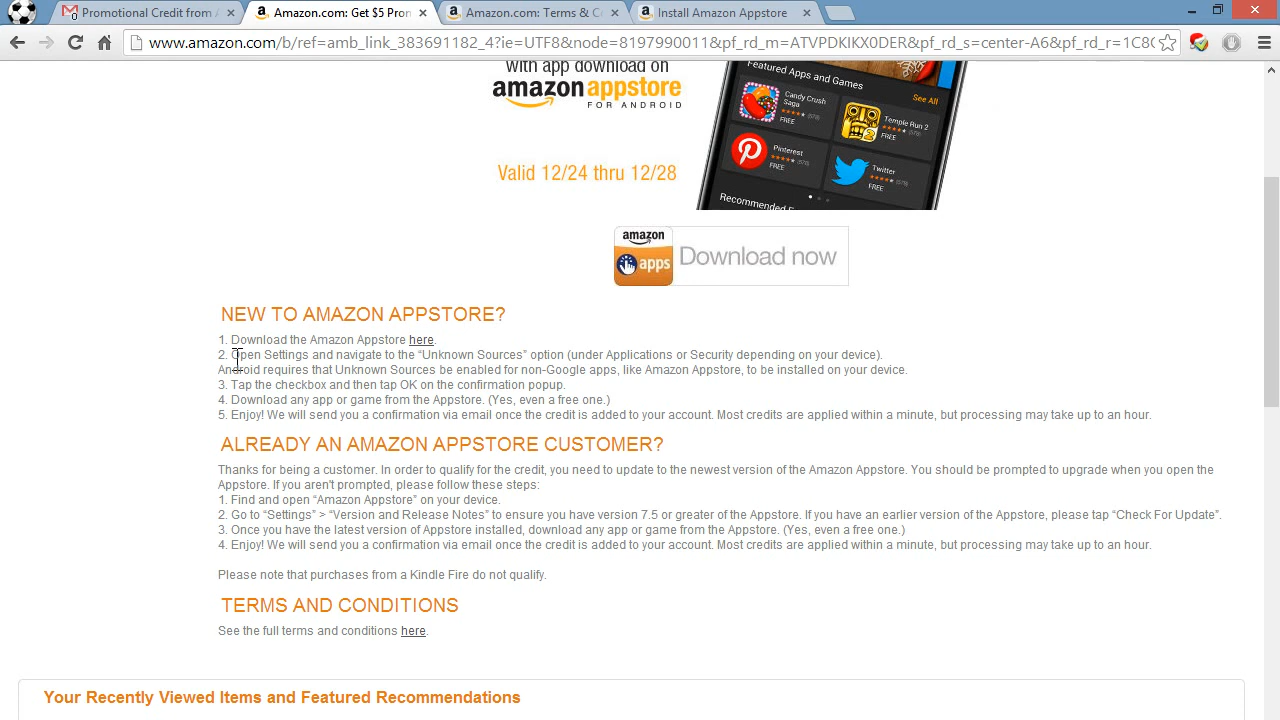 Promotional Credit from A
Amazon.com: Get $5 Pron
Amazon.com: Terms & C
Install Amazon Appstore
www.amazon.com/b/ref=amb_link_383691182_4?ie=UTF8&node=8197990011&pf_rd_m=ATVPDKIKX0DER&pf_rd_s=center-A6&pf_rd_r=1C8
with app download on
amazon appstore
FOR ANDROID
Valid 12/24 thru 12/28
Featured Apps and Games
See All
Candy Crush
Saga
FREE
Temple Run 2
FREE
Pinterest
FREE
Twitter
FREE
Recommended
amazon
apps
Download now
NEW TO AMAZON APPSTORE?
1. Download the Amazon Appstore here.
2. Open Settings and navigate to the “Unknown Sources” option (under Applications or Security depending on your device).
Android requires that Unknown Sources be enabled for non-Google apps, like Amazon Appstore, to be installed on your device.
3. Tap the checkbox and then tap OK on the confirmation popup.
4. Download any app or game from the Appstore. (Yes, even a free one.)
5. Enjoy! We will send you a confirmation via email once the credit is added to your account. Most credits are applied within a minute, but processing may take up to an hour.
ALREADY AN AMAZON APPSTORE CUSTOMER?
Thanks for being a customer. In order to qualify for the credit, you need to update to the newest version of the Amazon Appstore. You should be prompted to upgrade when you open the
Appstore. If you aren't prompted, please follow these steps:
1. Find and open “Amazon Appstore” on your device.
2. Go to “Settings” > “Version and Release Notes” to ensure you have version 7.5 or greater of the Appstore. If you have an earlier version of the Appstore, please tap “Check For Update”.
3. Once you have the latest version of Appstore installed, download any app or game from the Appstore. (Yes, even a free one.)
4. Enjoy! We will send you a confirmation via email once the credit is added to your account. Most credits are applied within a minute, but processing may take up to an hour.
Please note that purchases from a Kindle Fire do not qualify.
TERMS AND CONDITIONS
See the full terms and conditions here.
Your Recently Viewed Items and Featured Recommendations